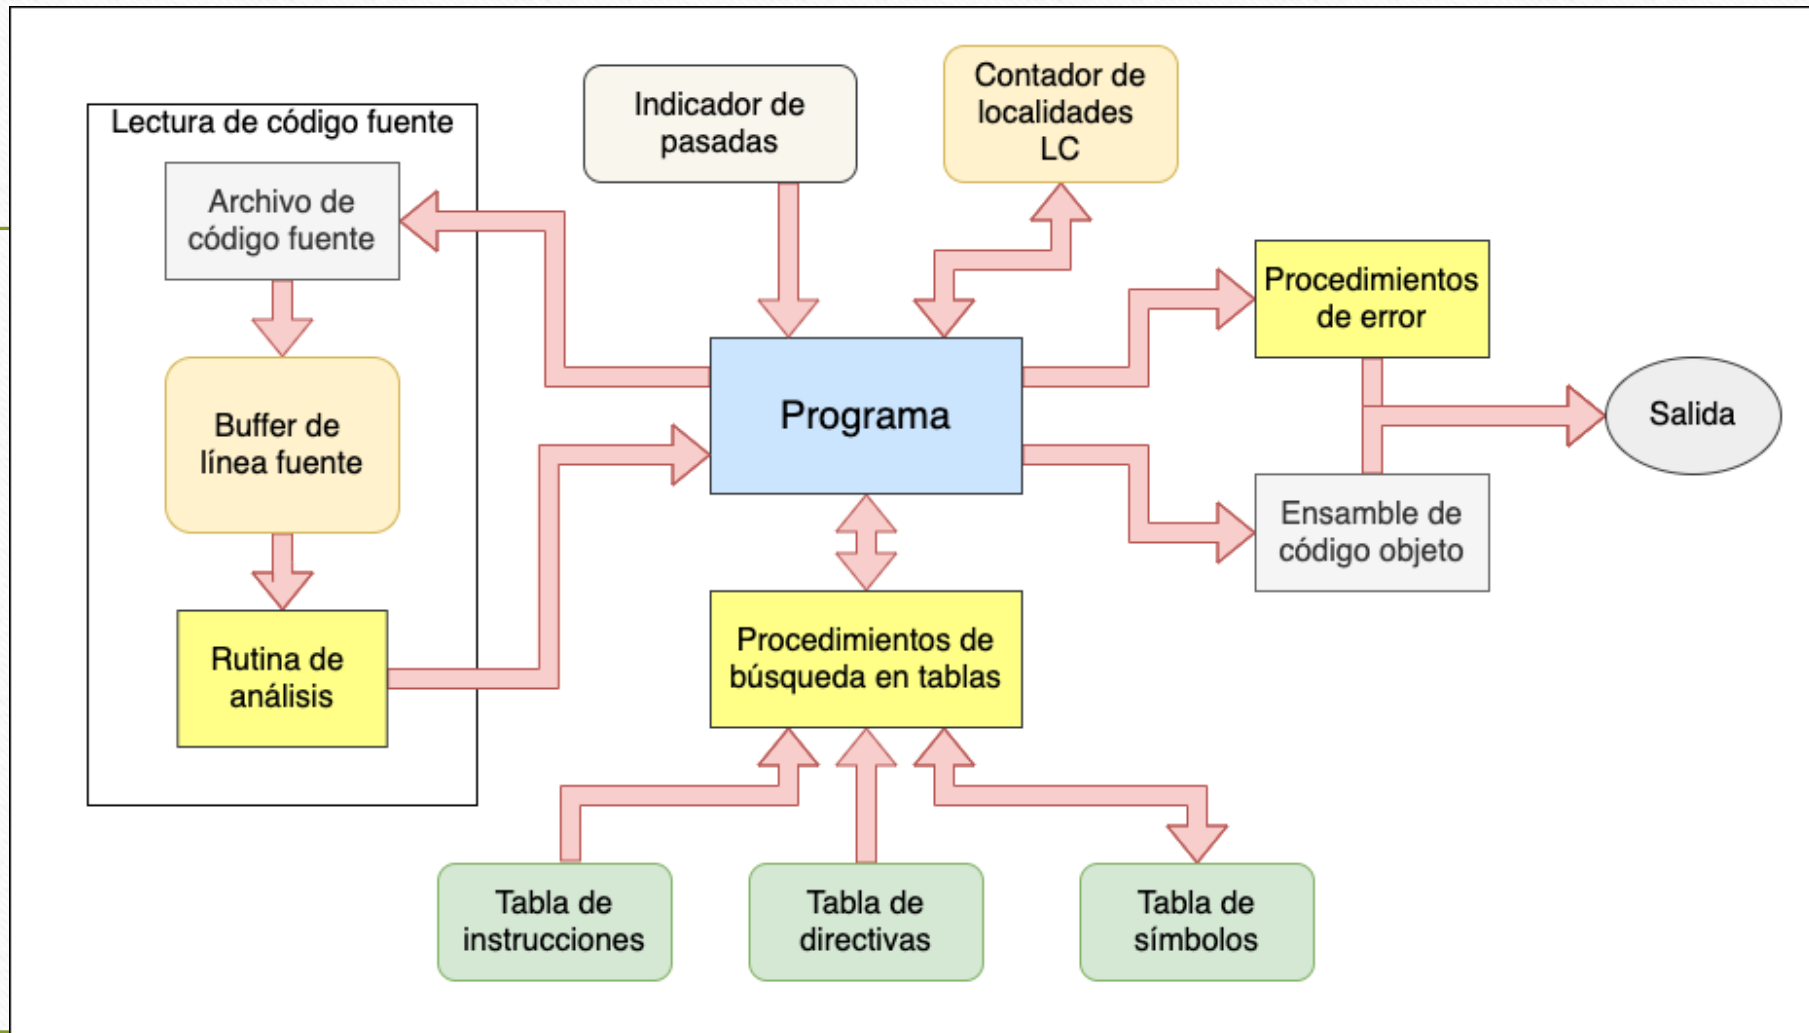 Indicador de
pasadas
Contador de
localidades
LC
Lectura de código fuente
Archivo de
código fuente
Buffer de
línea fuente
Rutina de
análisis
Programa
Procedimientos
de error
Salida
Ensamble de
código objeto
Procedimientos de
búsqueda en tablas
Tabla de
instrucciones
Tabla de
directivas
Tabla de
símbolos